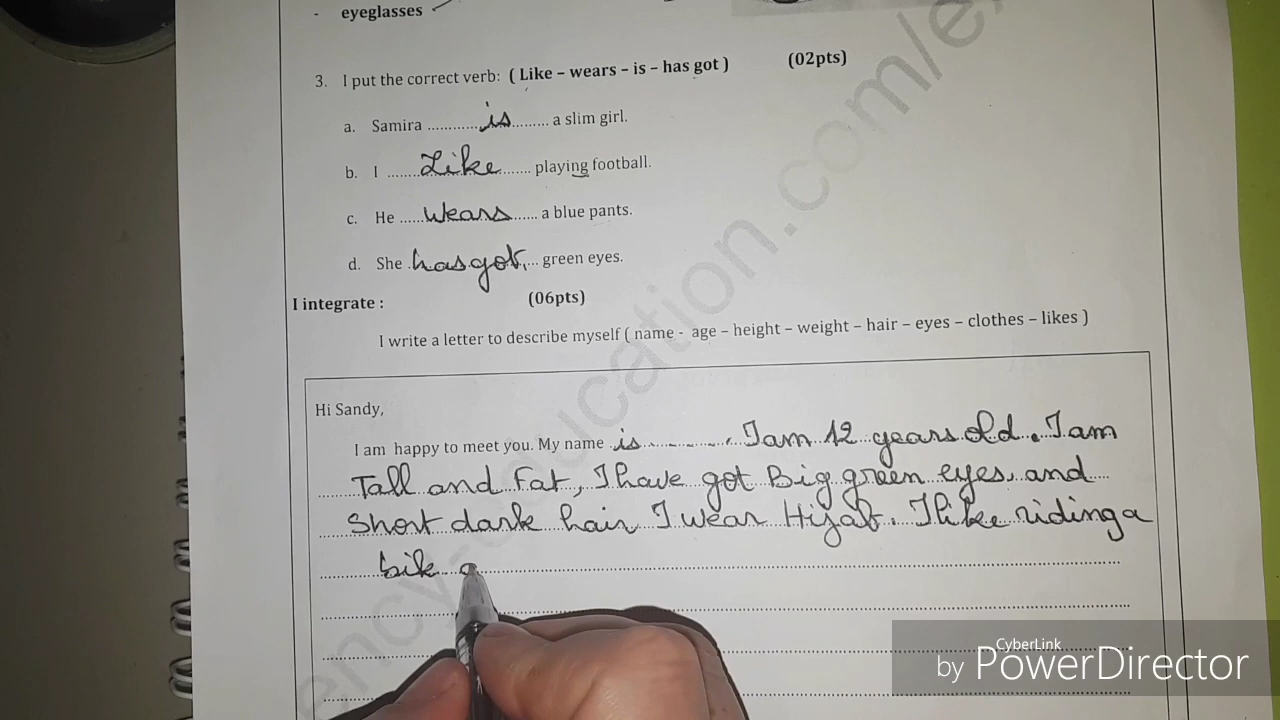 - eyeglasses
3. I put the correct verb: ( Like – wears – is – has got ) (02pts)
a. Samira ............is......... a slim girl.
b. I .......Like....... playing football.
c. He .....wears...... a blue pants.
d. She .has got.... green eyes.
I integrate : (06pts)
I write a letter to describe myself ( name - age – height – weight – hair – eyes – clothes – likes )
Hi Sandy,
I am happy to meet you. My name .is.......... I am 12 years old. I am
Tall and Fat, I have got Big green eyes and
Short dark hair I wear Hijab. I like riding a
bik
ency-education.com/e
CyberLink
by PowerDirector